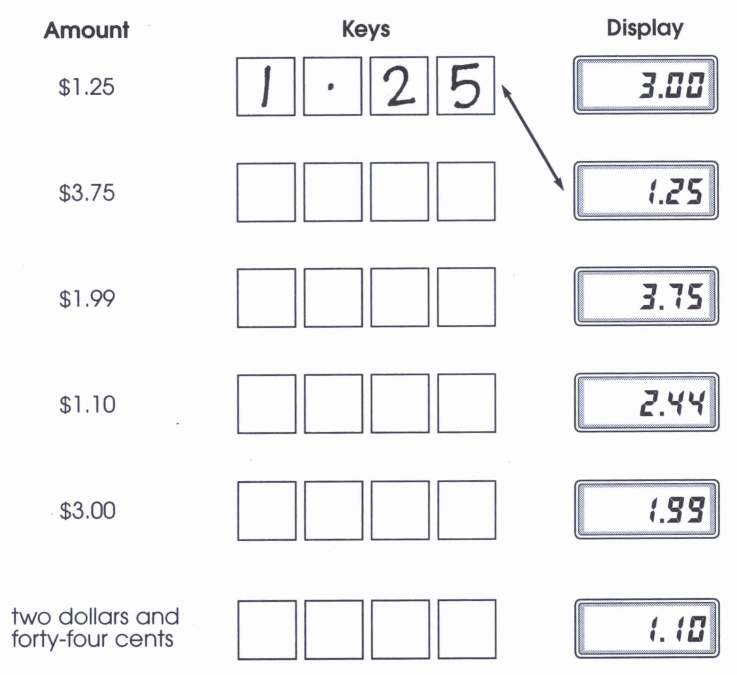 Amount Keys Display
$1.25 1 . 2 5 3.00
$3.75 1.25
$1.99 3.75
$1.10 2.44
$3.00 1.99
two dollars and
forty-four cents 1.10